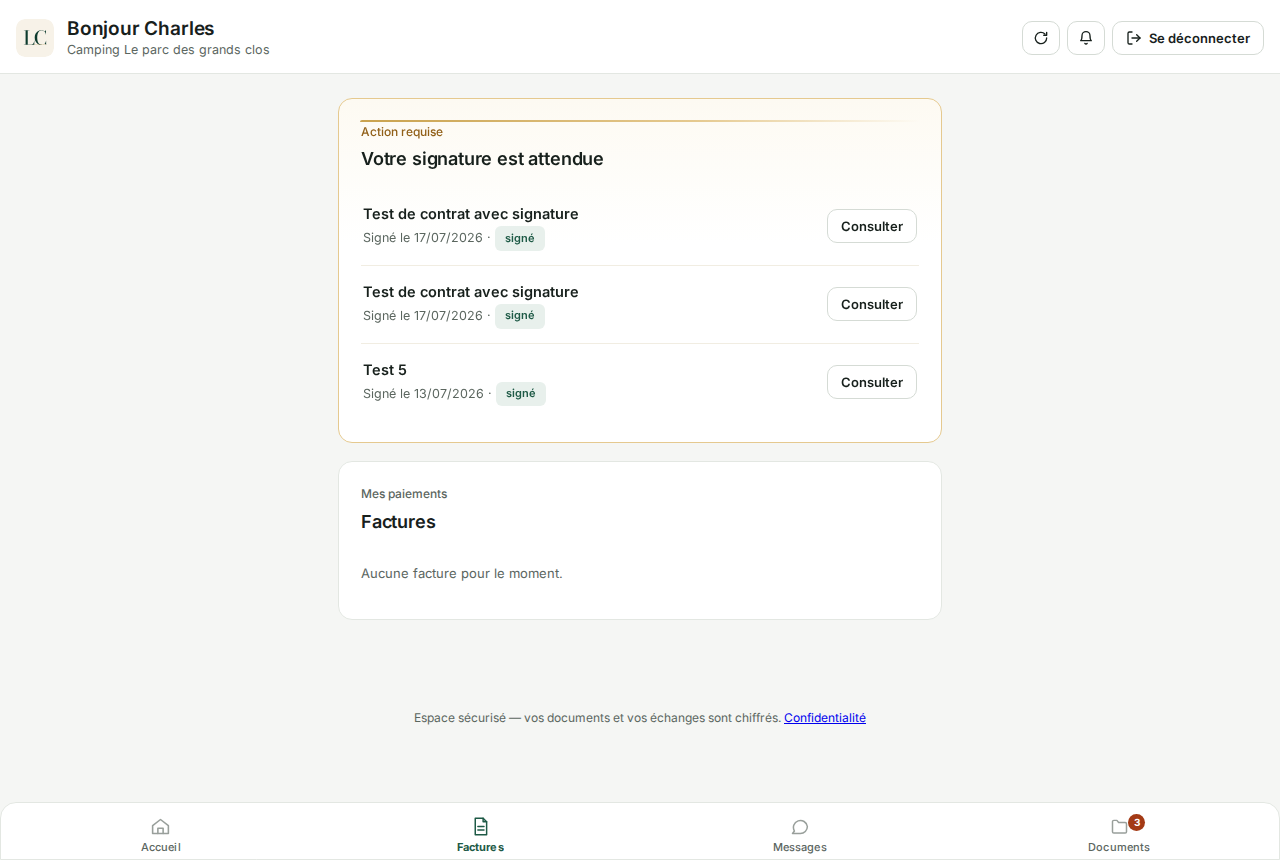 LC
Bonjour Charles
Camping Le parc des grands clos
Se déconnecter
Action requise
Votre signature est attendue
Test de contrat avec signature
Signé le 17/07/2026 · signé
Consulter
Test de contrat avec signature
Signé le 17/07/2026 · signé
Consulter
Test 5
Signé le 13/07/2026 · signé
Consulter
Mes paiements
Factures
Aucune facture pour le moment.
Espace sécurisé — vos documents et vos échanges sont chiffrés. Confidentialité
3
Accueil Factures Messages Documents